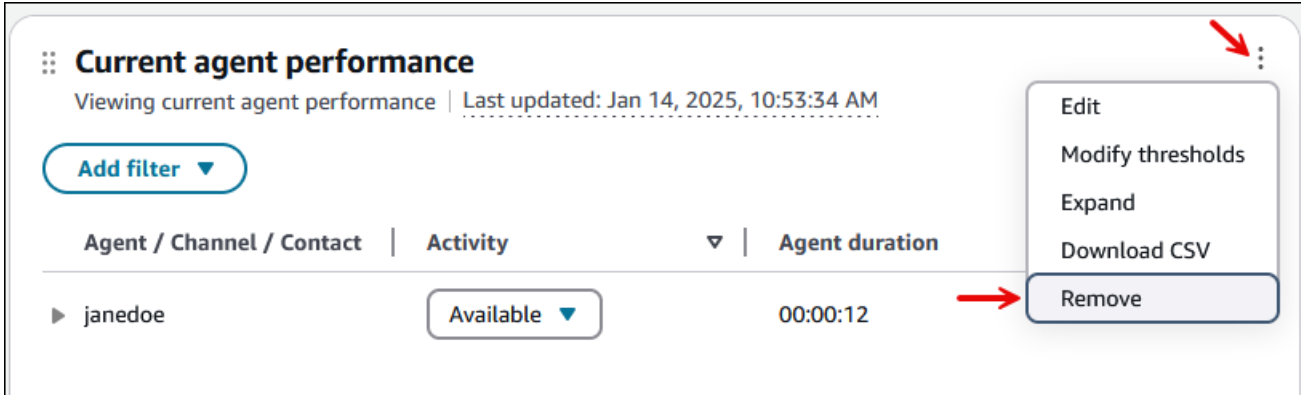 Current agent performance
Viewing current agent performance | Last updated: Jan 14, 2025, 10:53:34 AM
Add filter
Agent / Channel / Contact
Activity
Agent duration
janedoe
Available
00:00:12
Edit
Modify thresholds
Expand
Download CSV
Remove